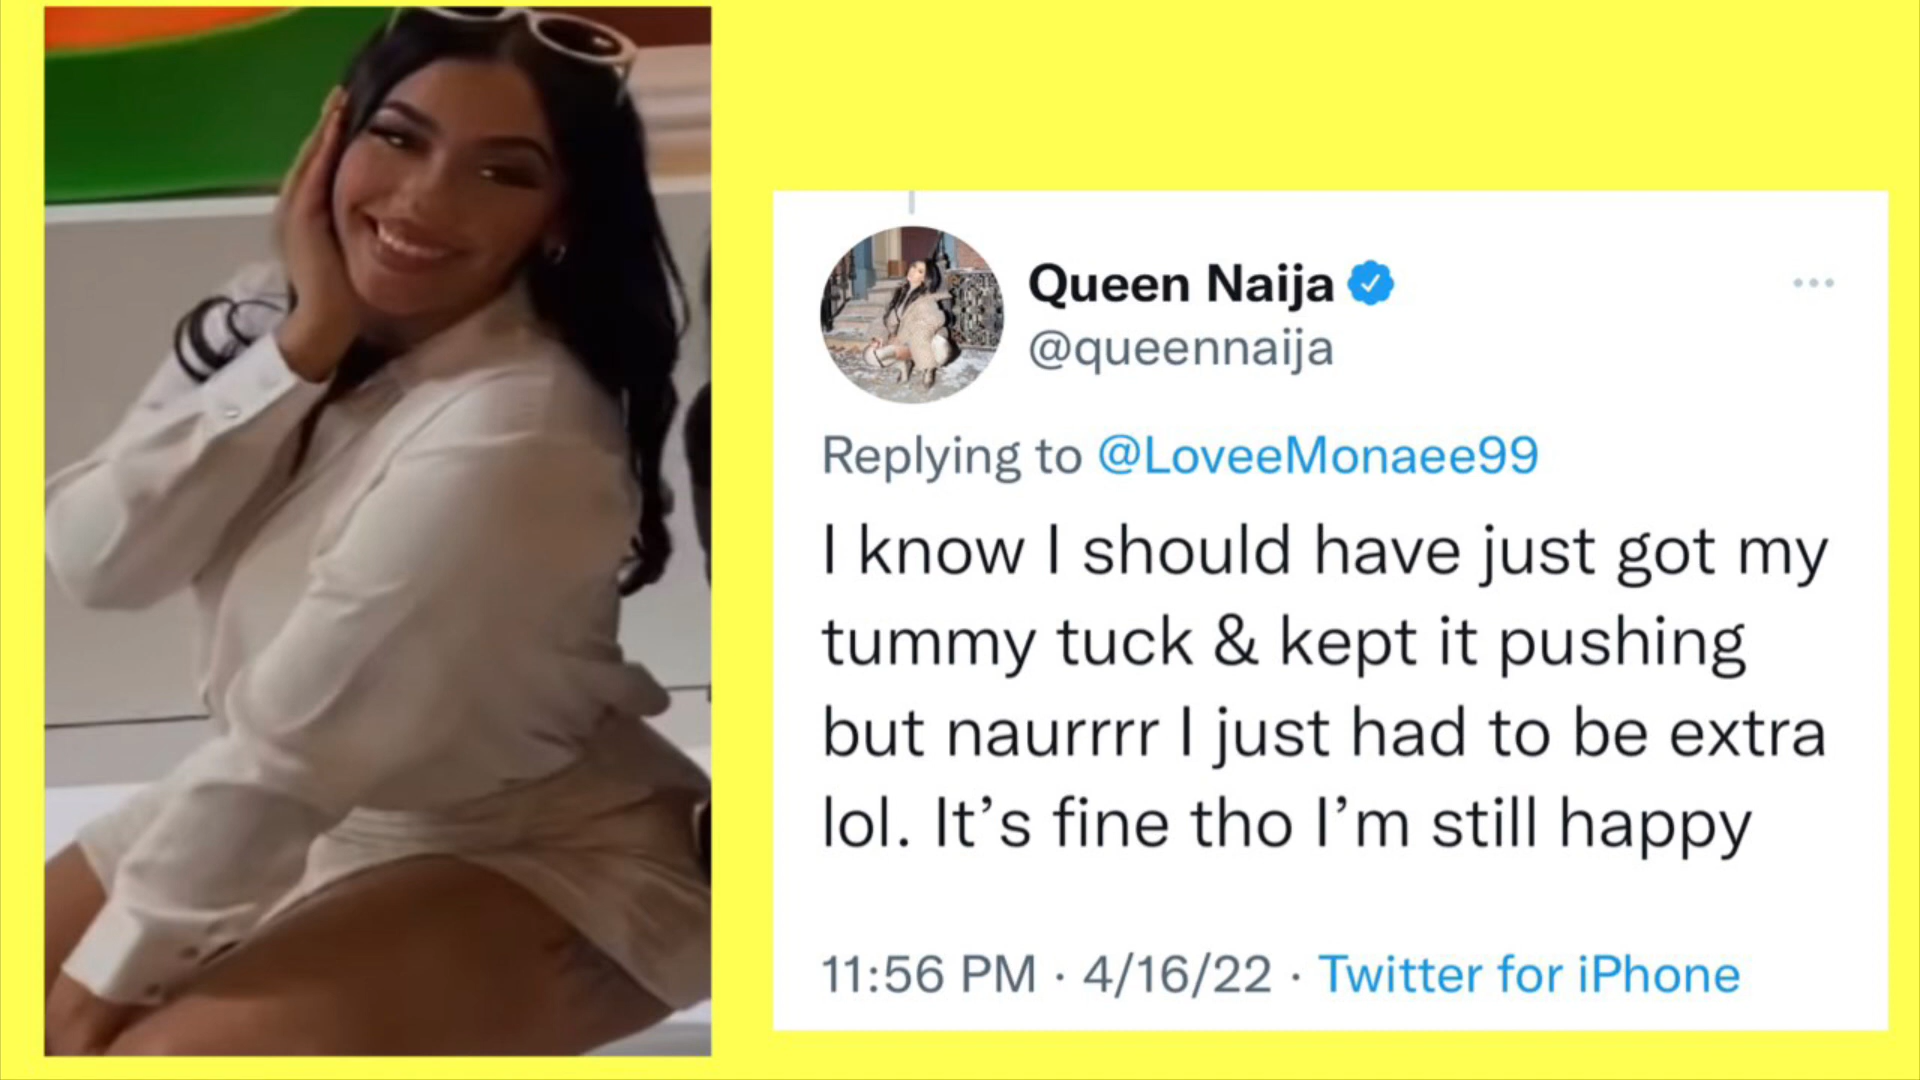 Queen Naija
@queennaija
Replying to @LoveeMonaee99
I know I should have just got my
tummy tuck & kept it pushing
but naurrrr I just had to be extra
lol. It’s fine tho I’m still happy
11:56 PM · 4/16/22 · Twitter for iPhone